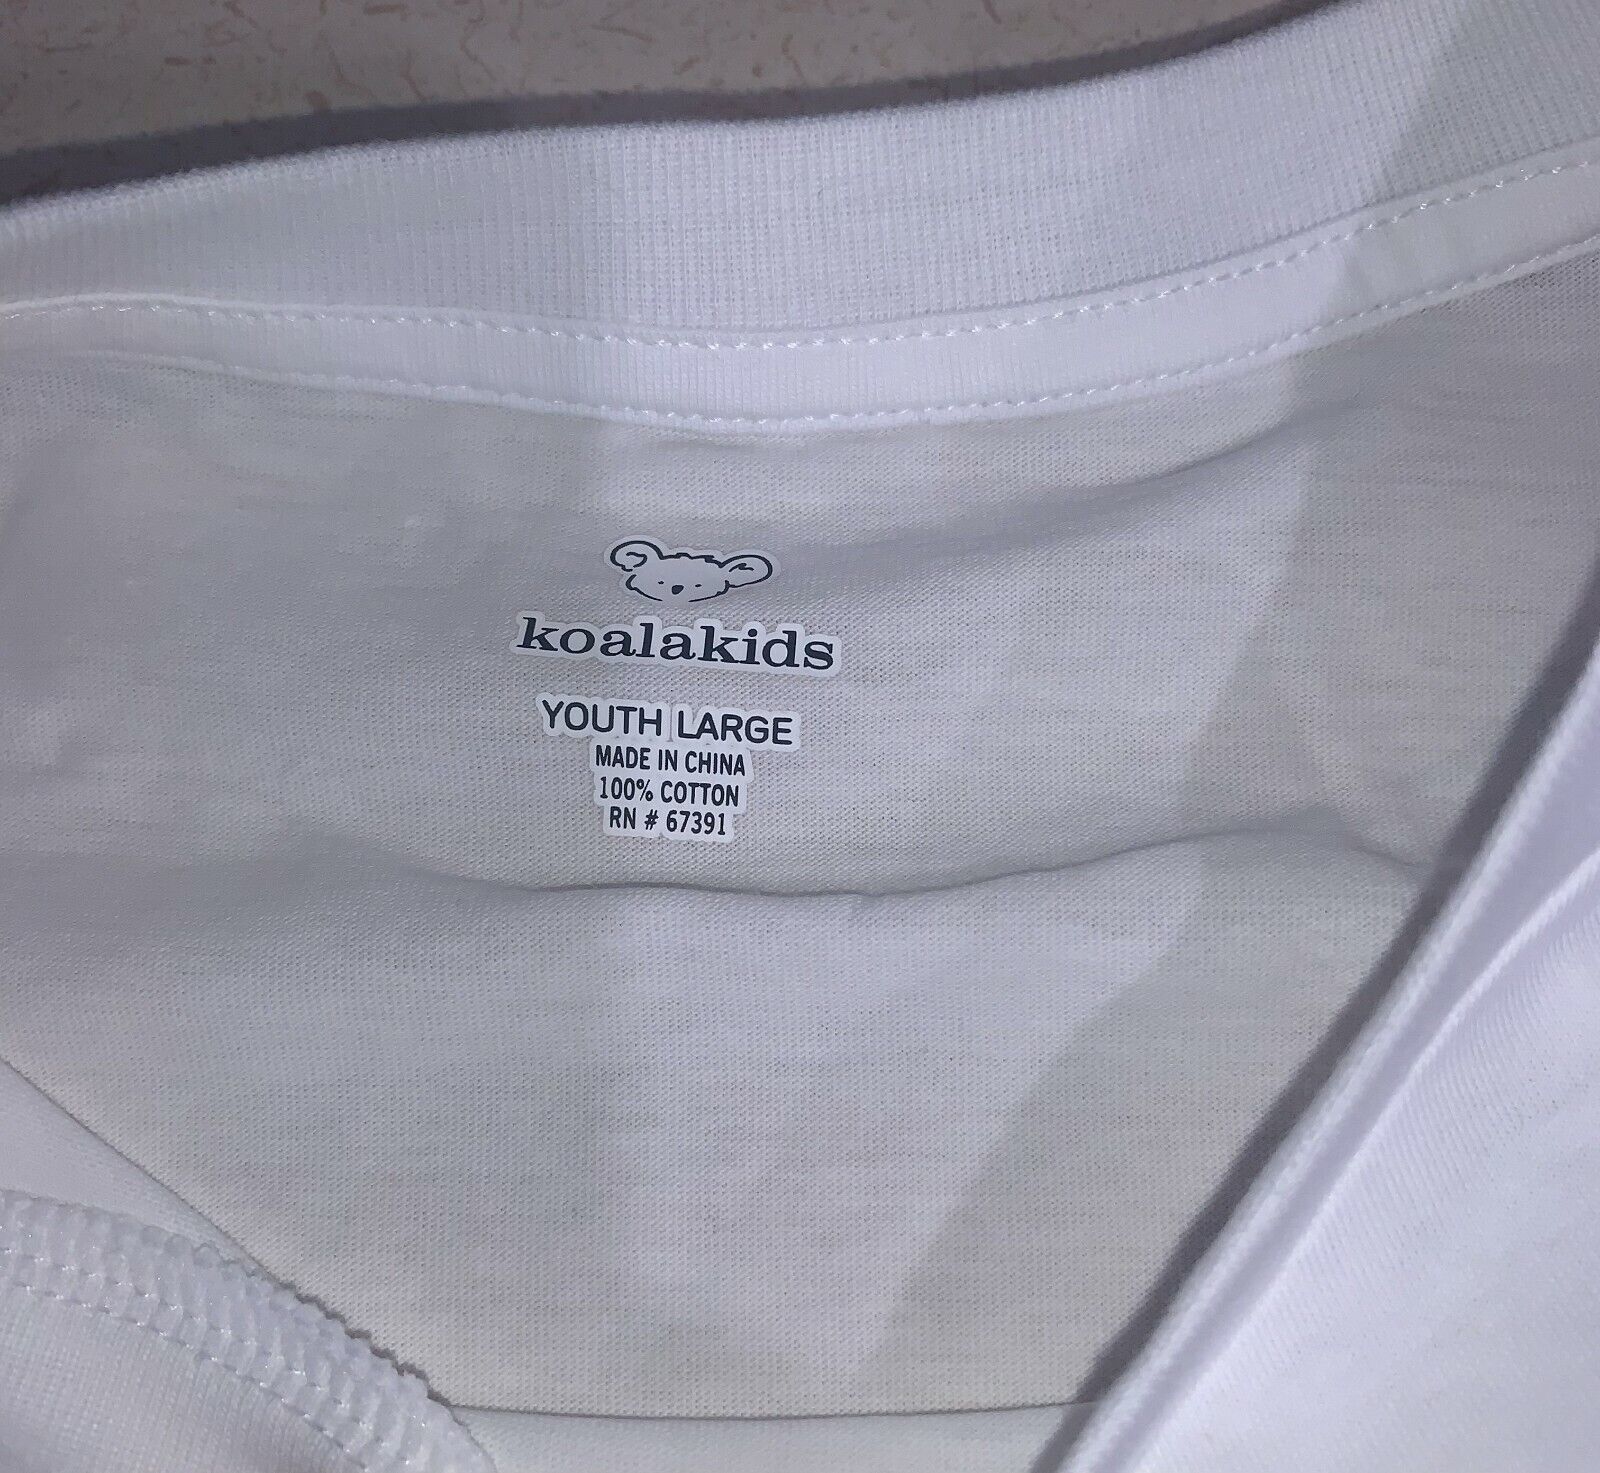 koalakids
YOUTH LARGE
MADE IN CHINA
100% COTTON
RN # 67391